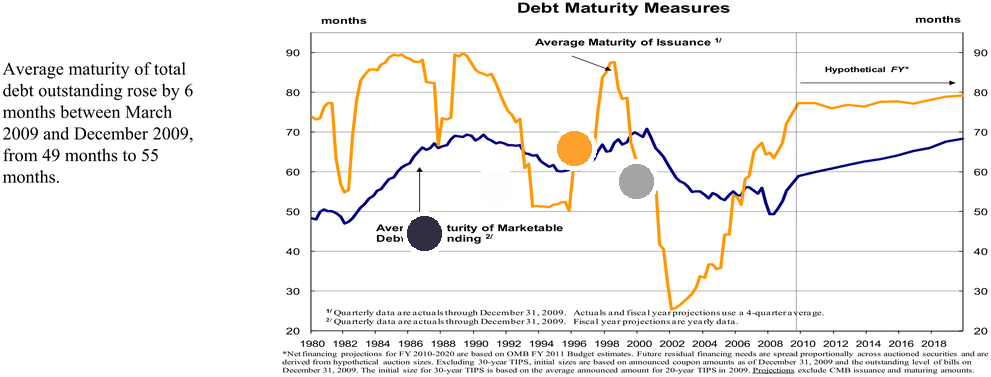 Debt Maturity Measures
months
months
Average maturity of total
debt outstanding rose by 6
months between March
2009 and December 2009,
from 49 months to 55
months.
Average Maturity of Issuance 1/
Hypothetical FY*
turity of Marketable
nding 2/
90
80
70
60
50
40
30
20
90
80
70
60
50
40
30
20
1/ Quarterly data are actuals through December 31, 2009. Actuals and fiscal year projections use a 4-quarter average.
2/ Quarterly data are actuals through December 31, 2009. Fiscal year projections are yearly data.
1980 1982 1984 1986 1988 1990 1992 1994 1996 1998 2000 2002 2004 2006 2008 2010 2012 2014 2016 2018
*Net financing projections for FY 2010-2020 are based on OMB FY 2011 Budget estimates. Future residual financing needs are spread proportionally across auctioned securities and are
derived from hypothetical auction sizes. Excluding 30-year TIPS, initial sizes are based on announced coupon amounts as of December 31, 2009 and the outstanding level of bills on
December 31, 2009. The initial size for 30-year TIPS is based on the average announced amount for 20-year TIPS in 2009. Projections exclude CMB issuance and maturing amounts.